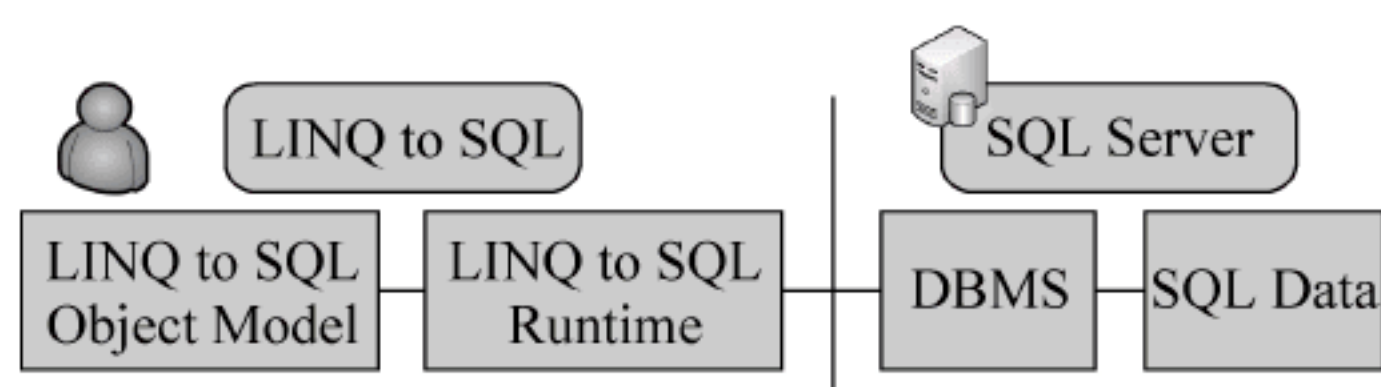 LINQ to SQL
SQL Server
LINQ to SQL
Object Model
LINQ to SQL
Runtime
DBMS
SQL Data